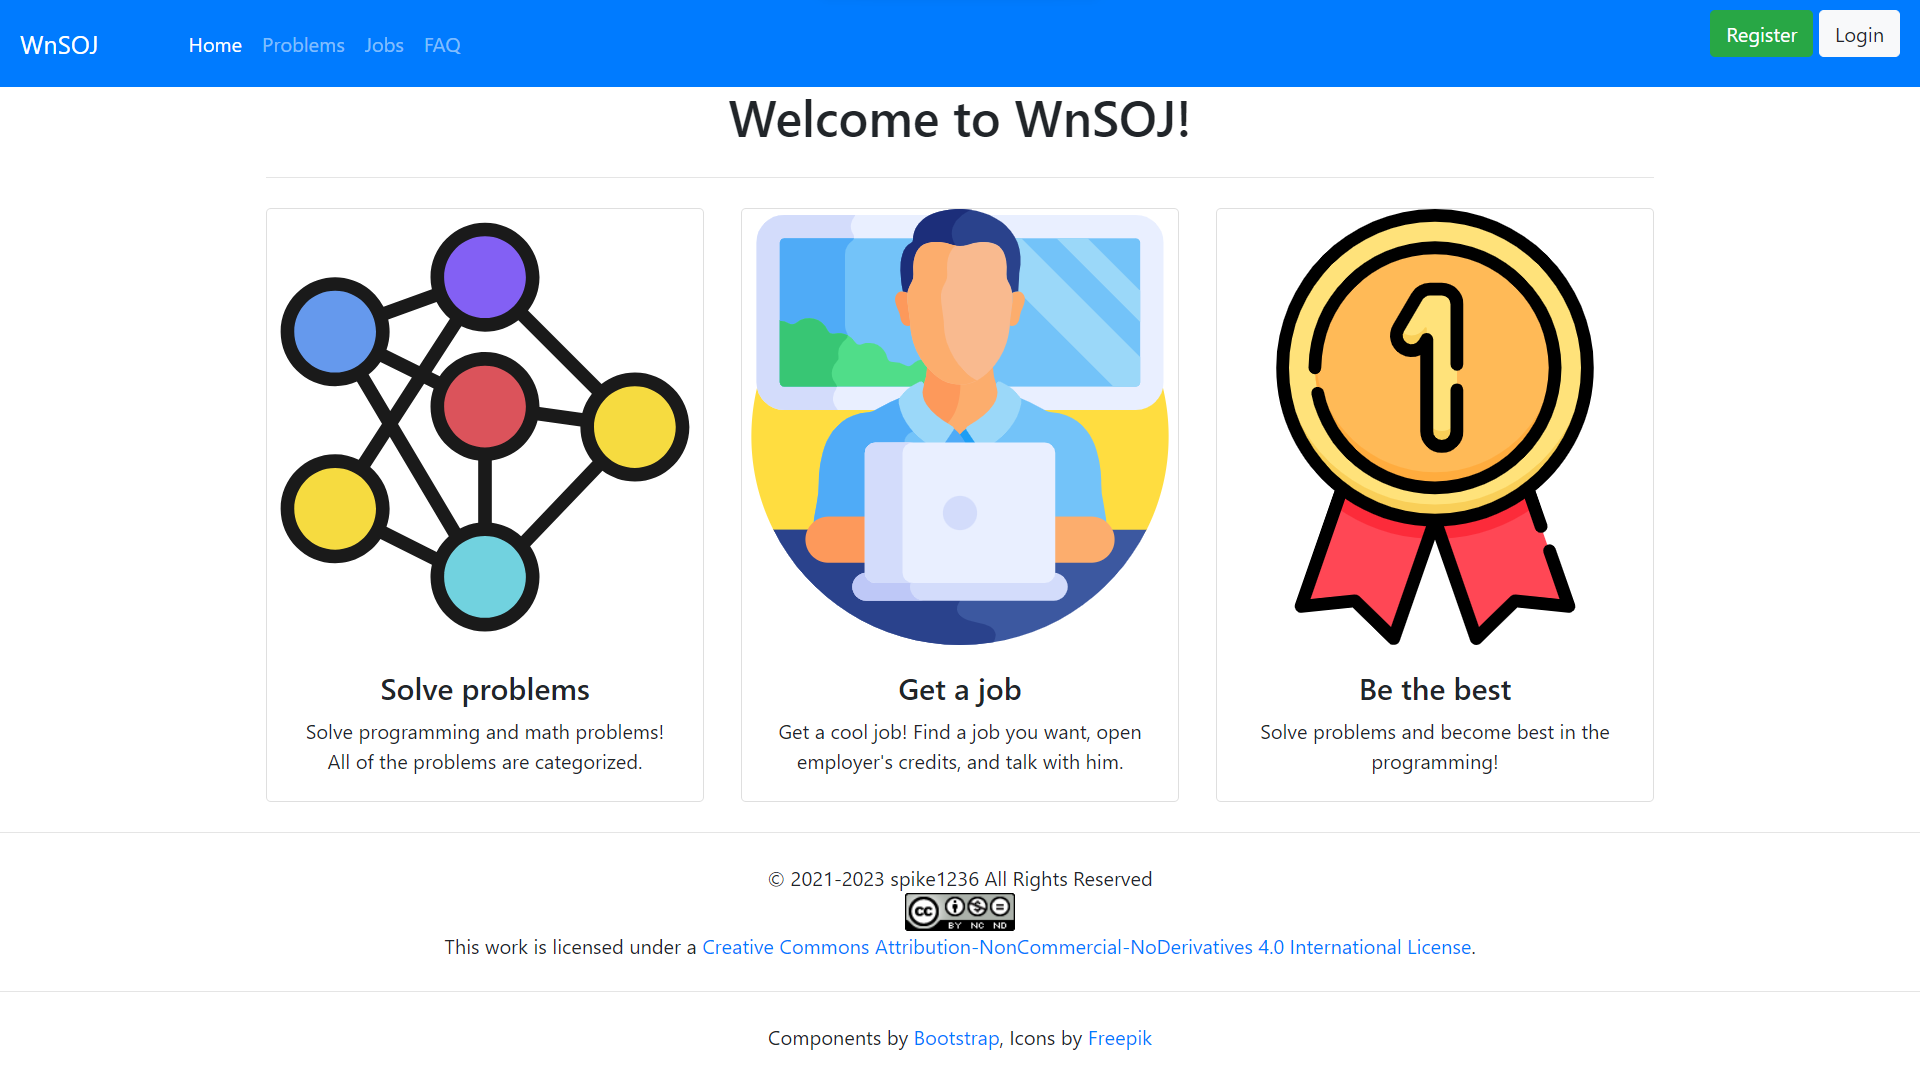 WnSOJ
Home Problems Jobs FAQ
Register Login
Welcome to WnSOJ!
1
Solve problems
Solve programming and math problems!
All of the problems are categorized.
Get a job
Get a cool job! Find a job you want, open
employer's credits, and talk with him.
Be the best
Solve problems and become best in the
programming!
© 2021-2023 spike1236 All Rights Reserved
cc $ =
BY NC ND
This work is licensed under a Creative Commons Attribution-NonCommercial-NoDerivatives 4.0 International License.
Components by Bootstrap, Icons by Freepik